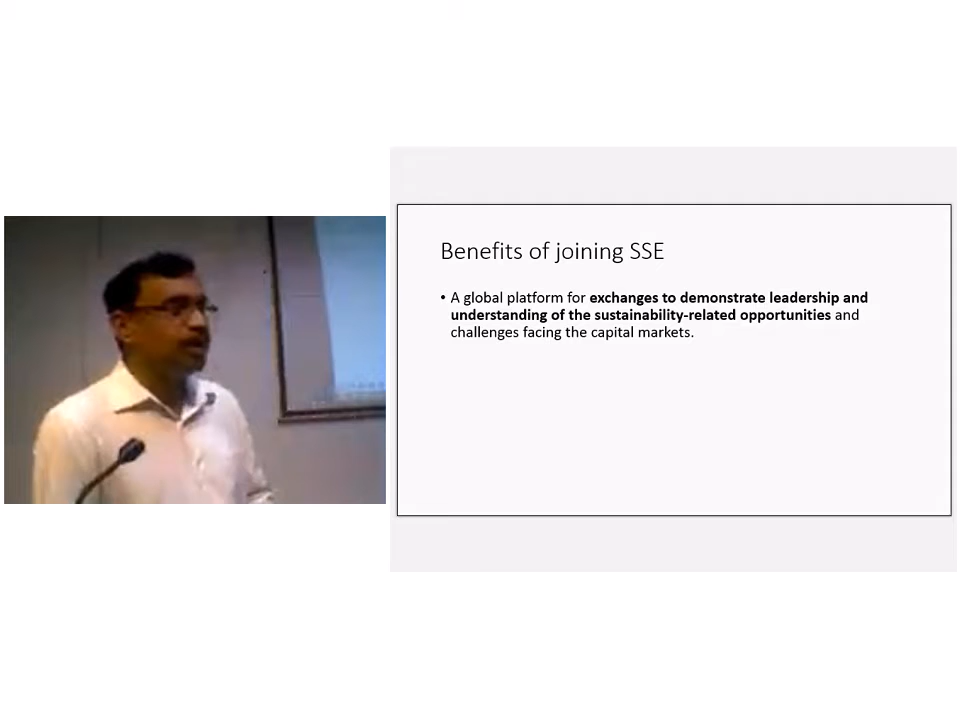 Benefits of joining SSE
• A global platform for exchanges to demonstrate leadership and
understanding of the sustainability-related opportunities and
challenges facing the capital markets.